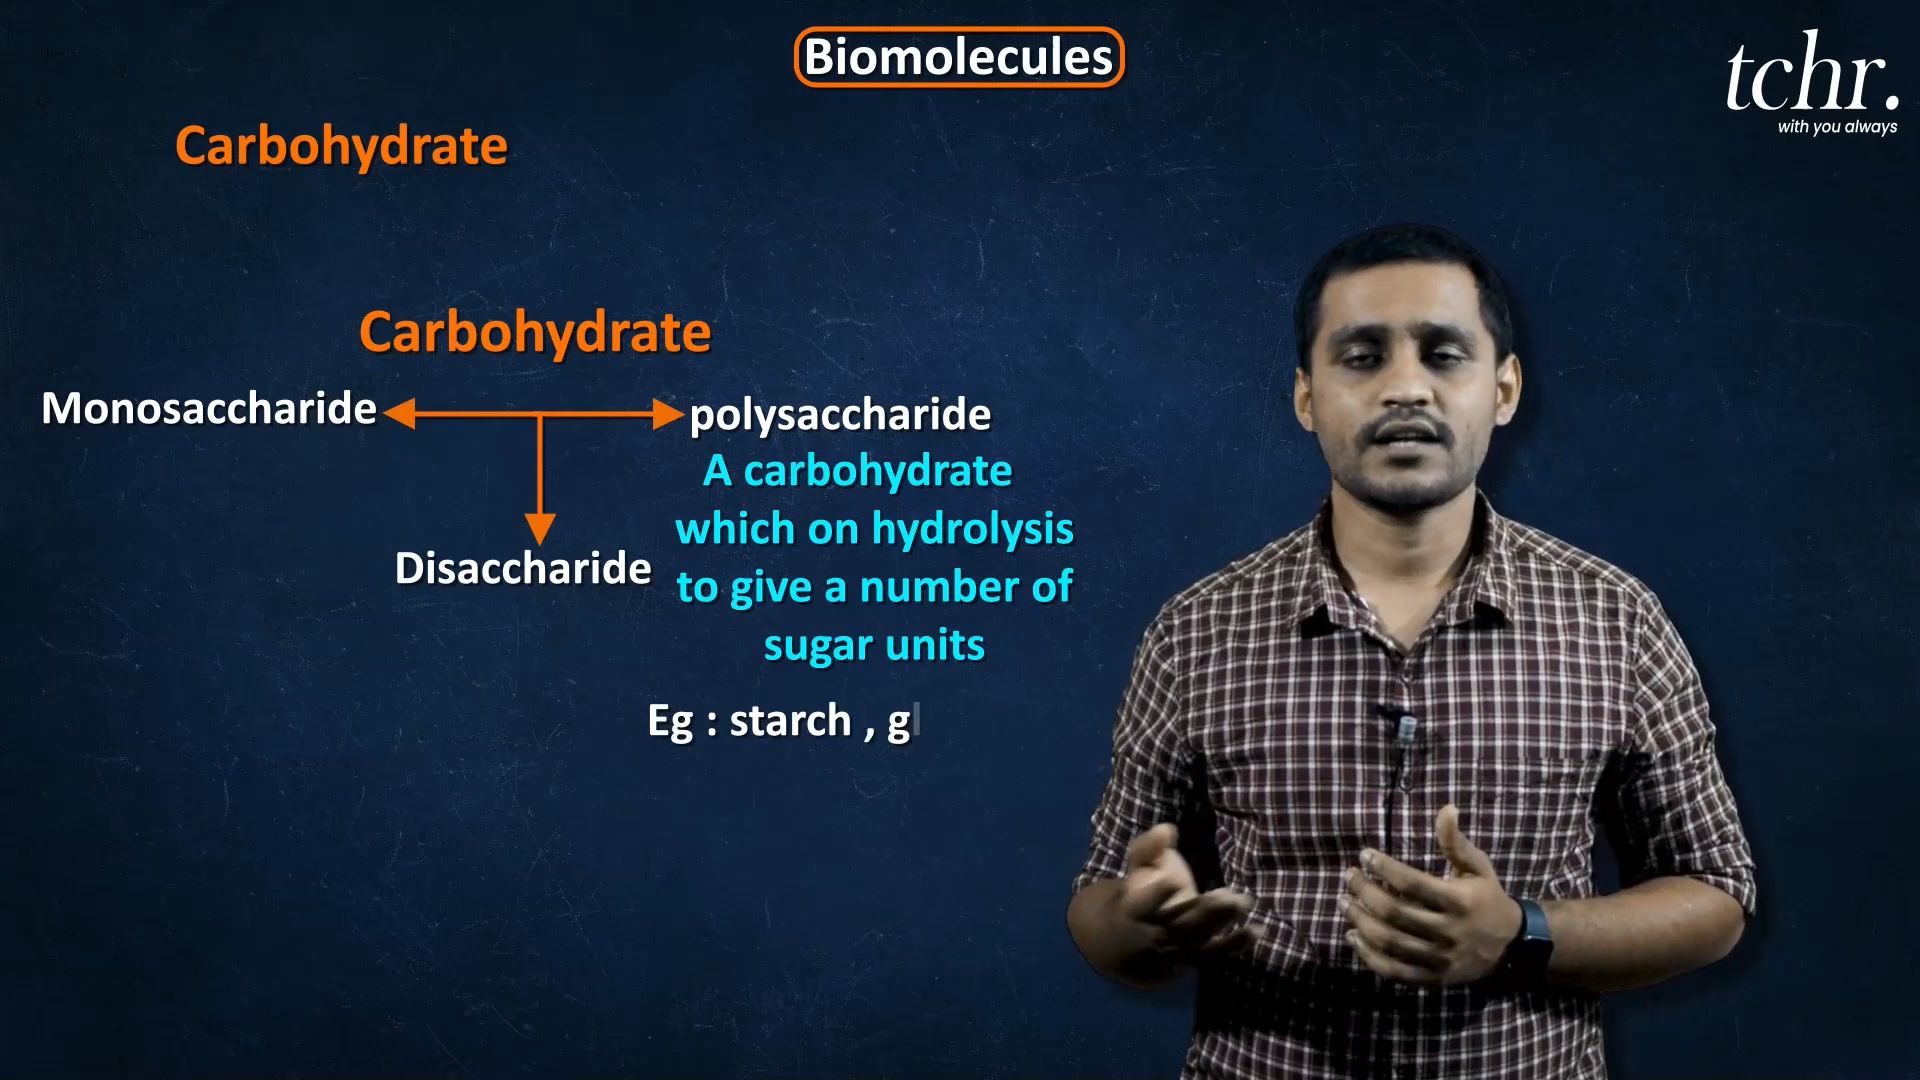 Biomolecules
tchr.
with you always
Carbohydrate
Carbohydrate
Monosaccharide
polysaccharide
A carbohydrate
which on hydrolysis
to give a number of
sugar units
Disaccharide
Eg : starch , gl